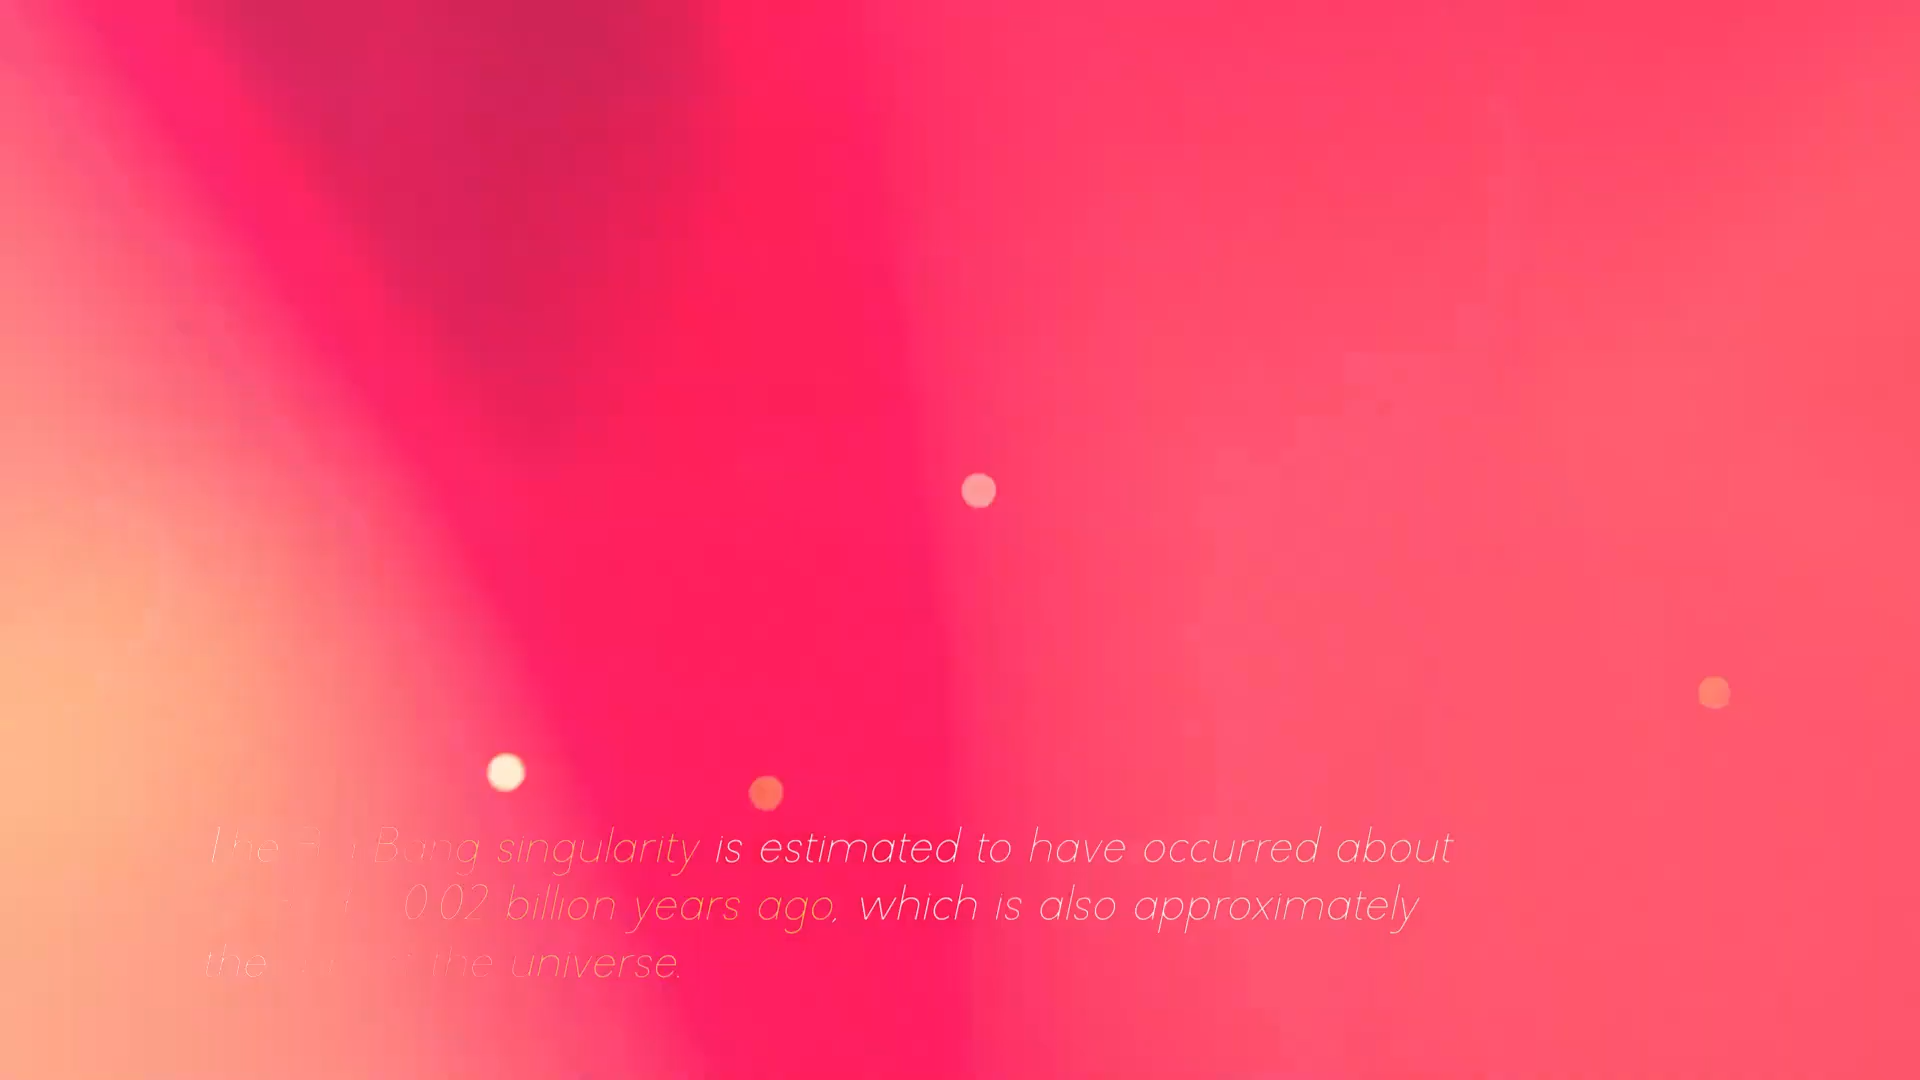 The Bang singularity is estimated to have occurred about
0.02 billion years ago, which is also approximately
the the universe.